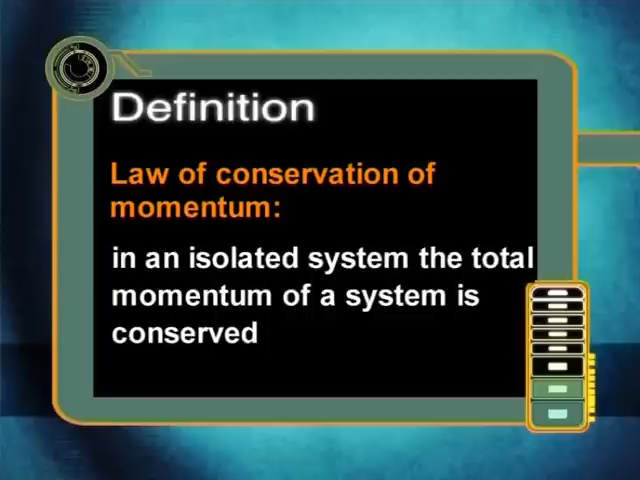 Definition
Law of conservation of
momentum:
in an isolated system the total
momentum of a system is
conserved